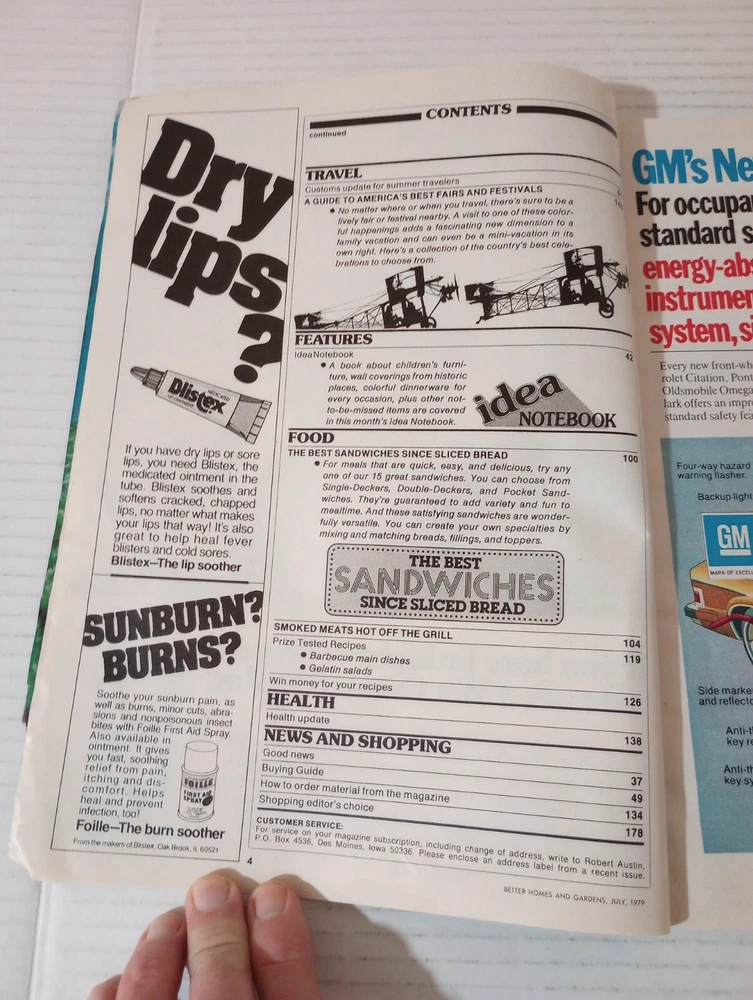 Dry
lips
?
MEDICATED
Blistex
LIP OINTMENT
If you have dry lips or sore
lips, you need Blistex, the
medicated ointment in the
tube. Blistex soothes and
softens cracked, chapped
lips, no matter what makes
your lips that way! It's also
great to help heal fever
blisters and cold sores.
Blistex—The lip soother
SUNBURN?
BURNS?
Soothe your sunburn pain, as
well as burns, minor cuts, abra-
sions and nonpoisonous insect
bites with Foille First Aid Spray.
Also available in
ointment. It gives
you fast, soothing
relief from pain,
itching and dis-
comfort. Helps
heal and prevent
infection, too!
FOILLE
FIRST AID
SPRAY
Foille—The burn soother
From the makers of Blistex, Oak Brook, IL 60521
4
CONTENTS
continued
TRAVEL
Customs update for summer travelers
A GUIDE TO AMERICA'S BEST FAIRS AND FESTIVALS
• No matter where or when you travel, there's sure to be a
lively fair or festival nearby. A visit to one of these color-
ful happenings adds a fascinating new dimension to a
family vacation and can even be a mini-vacation in its
own right. Here's a collection of the country's best cele-
brations to choose from.
FEATURES
idea Notebook 42
• A book about children's furni-
ture, wall coverings from historic
places, colorful dinnerware for
every occasion, plus other not-
to-be-missed items are covered
in this month's idea Notebook.
idea
NOTEBOOK
FOOD
THE BEST SANDWICHES SINCE SLICED BREAD 100
• For meals that are quick, easy, and delicious, try any
one of our 15 great sandwiches. You can choose from
Single-Deckers, Double-Deckers, and Pocket Sand-
wiches. They're guaranteed to add variety and fun to
mealtime. And these satisfying sandwiches are wonder-
fully versatile. You can create your own specialties by
mixing and matching breads, fillings, and toppers.
THE BEST
SANDWICHES
SINCE SLICED BREAD
SMOKED MEATS HOT OFF THE GRILL 104
Prize Tested Recipes 119
• Barbecue main dishes
• Gelatin salads
Win money for your recipes 126
HEALTH
Health update 138
NEWS AND SHOPPING
Good news 37
Buying Guide 49
How to order material from the magazine 134
Shopping editor's choice 178
CUSTOMER SERVICE:
For service on your magazine subscription, including change of address, write to Robert Austin,
P.O. Box 4536, Des Moines, Iowa 50336. Please enclose an address label from a recent issue.
BETTER HOMES AND GARDENS, JULY, 1979
GM's Ne
For occupa
standard s
energy-abs
instrumen
system, si
Every new front-wh
rolet Citation, Pont
Oldsmobile Omega
lark offers an impr
standard safety fea
Four-way hazard
warning flasher.
Backup light
GM
MARK OF EXCELL
Side marke
and reflecto
Anti-t
key re
Anti-th
key sy